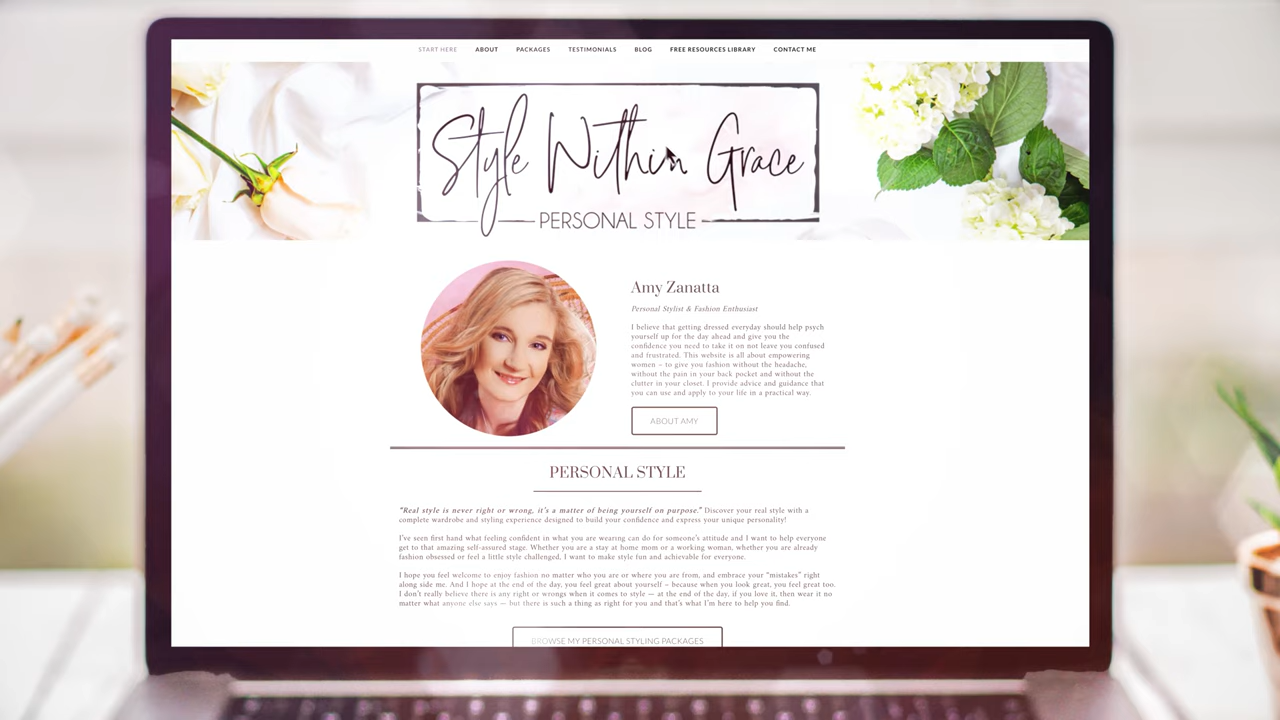 START HERE ABOUT PACKAGES TESTIMONIALS BLOG FREE RESOURCES LIBRARY CONTACT ME
Style Within Grace
PERSONAL STYLE
Amy Zanatta
Personal Stylist & Fashion Enthusiast
I believe that getting dressed everyday should help psych
yourself up for the day ahead and give you the
confidence you need to take it on not leave you confused
and frustrated. This website is all about empowering
women – to give you fashion without the headache,
without the pain in your back pocket and without the
clutter in your closet. I provide advice and guidance that
you can use and apply to your life in a practical way.
ABOUT AMY
PERSONAL STYLE
“Real style is never right or wrong, it’s a matter of being yourself on purpose.” Discover your real style with a
complete wardrobe and styling experience designed to build your confidence and express your unique personality!
I’ve seen first hand what feeling confident in what you are wearing can do for someone’s attitude and I want to help everyone
get to that amazing self-assured stage. Whether you are a stay at home mom or a working woman, whether you are already
fashion obsessed or feel a little style challenged, I want to make style fun and achievable for everyone.
I hope you feel welcome to enjoy fashion no matter who you are or where you are from, and embrace your “mistakes” right
along side me. And I hope at the end of the day, you feel great about yourself – because when you look great, you feel great too.
I don’t really believe there is any right or wrongs when it comes to style — at the end of the day, if you love it, then wear it no
matter what anyone else says — but there is such a thing as right for you and that’s what I’m here to help you find.
BROWSE MY PERSONAL STYLING PACKAGES